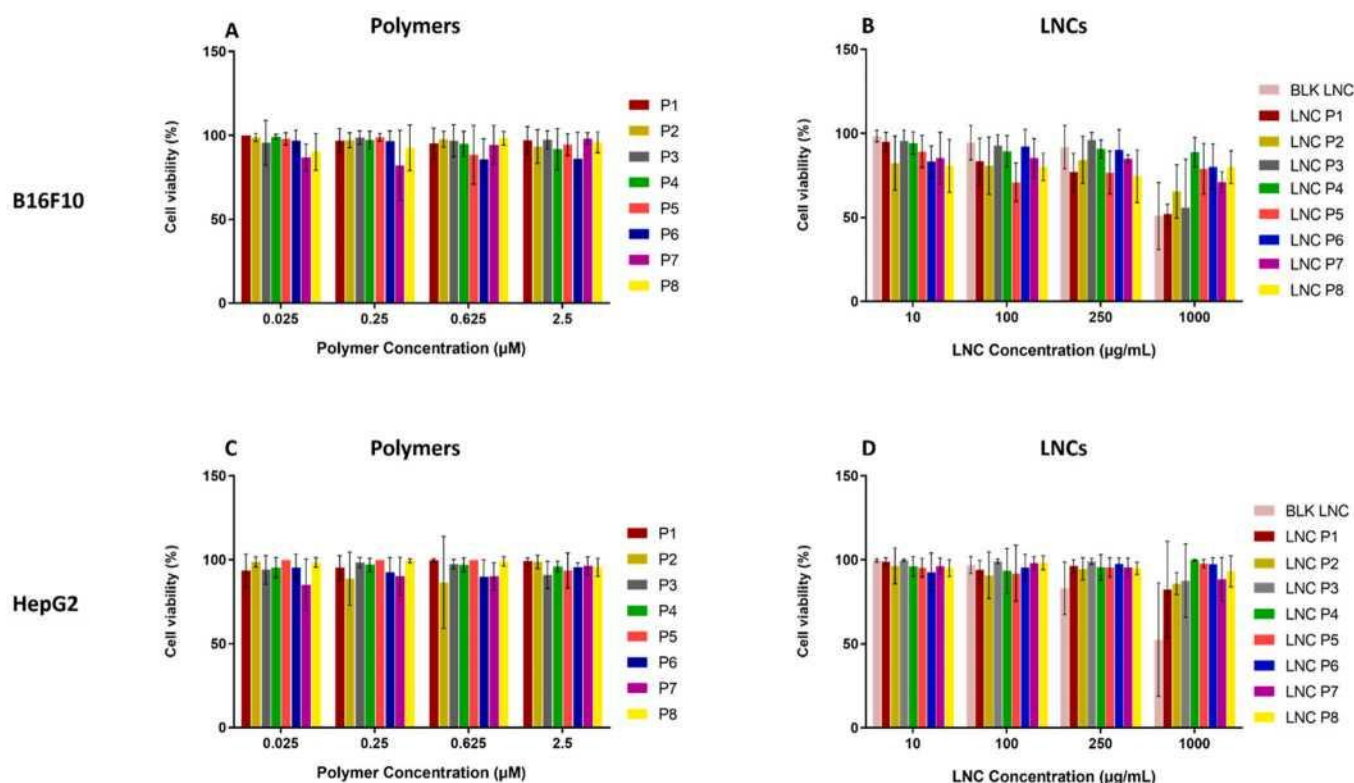 A
Polymers
B16F10
Cell viability (%)
150
100
50
0
0.025 0.25 0.625 2.5
Polymer Concentration (µM)
P1
P2
P3
P4
P5
P6
P7
P8
B
LNCs
Cell viability (%)
150
100
50
0
10 100 250 1000
LNC Concentration (µg/mL)
BLK LNC
LNC P1
LNC P2
LNC P3
LNC P4
LNC P5
LNC P6
LNC P7
LNC P8
C
Polymers
HepG2
Cell viability (%)
150
100
50
0
0.025 0.25 0.625 2.5
Polymer Concentration (µM)
P1
P2
P3
P4
P5
P6
P7
P8
D
LNCs
Cell viability (%)
150
100
50
0
10 100 250 1000
LNC Concentration (µg/mL)
BLK LNC
LNC P1
LNC P2
LNC P3
LNC P4
LNC P5
LNC P6
LNC P7
LNC P8